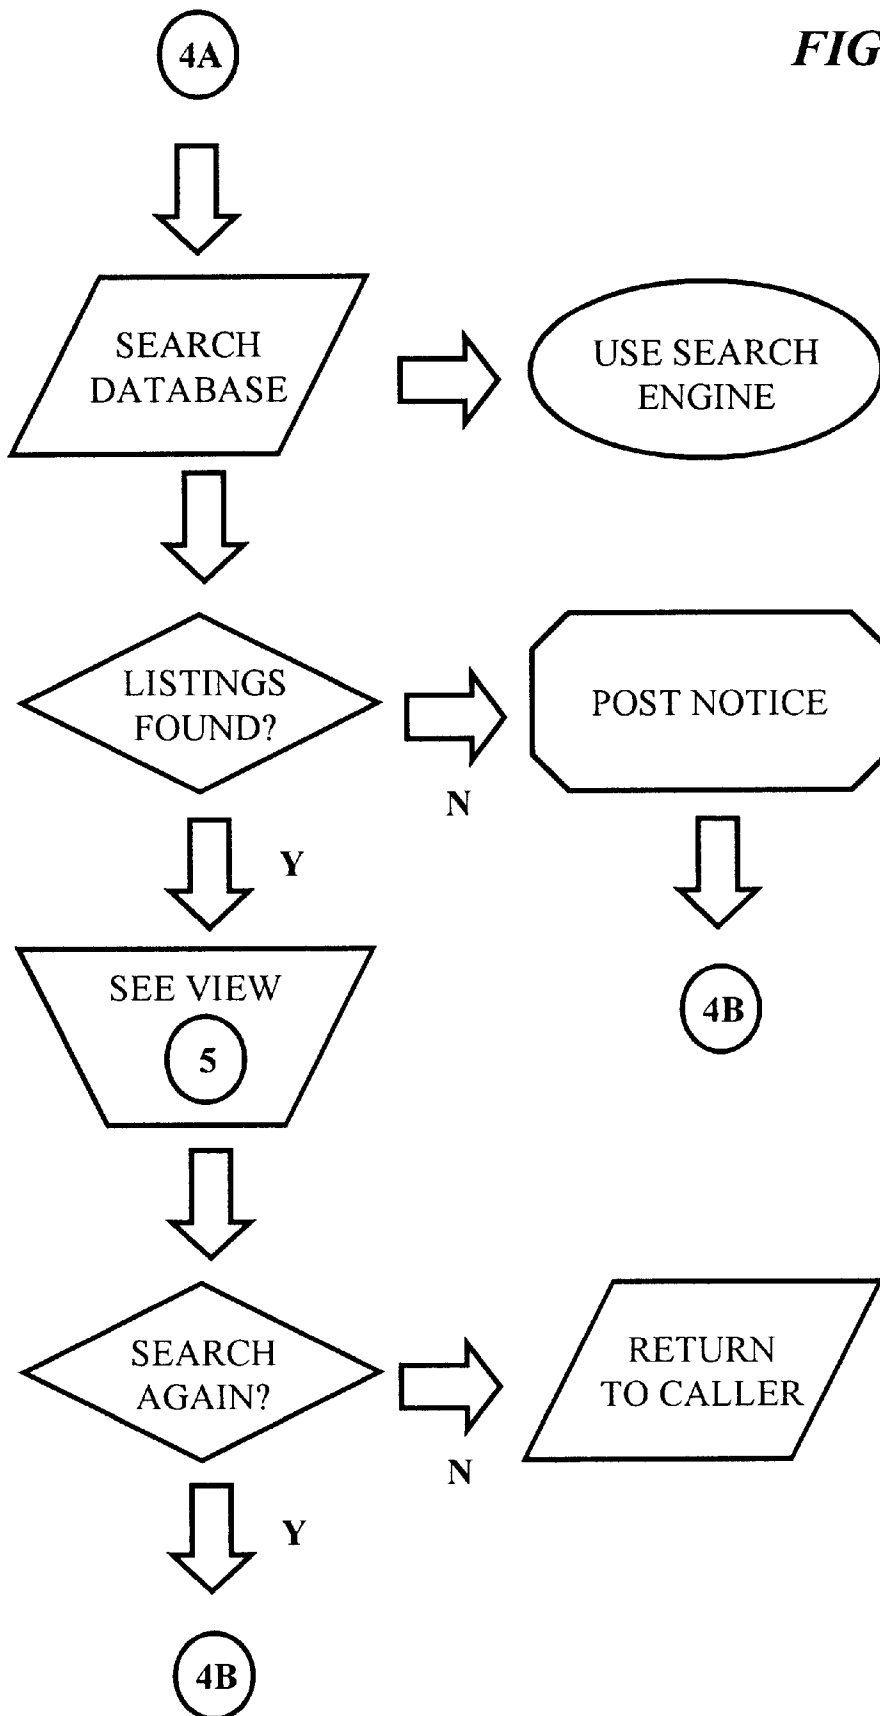 4A
FIG
SEARCH
DATABASE
USE SEARCH
ENGINE
LISTINGS
FOUND?
N
POST NOTICE
Y
SEE VIEW
5
4B
SEARCH
AGAIN?
N
RETURN
TO CALLER
Y
4B